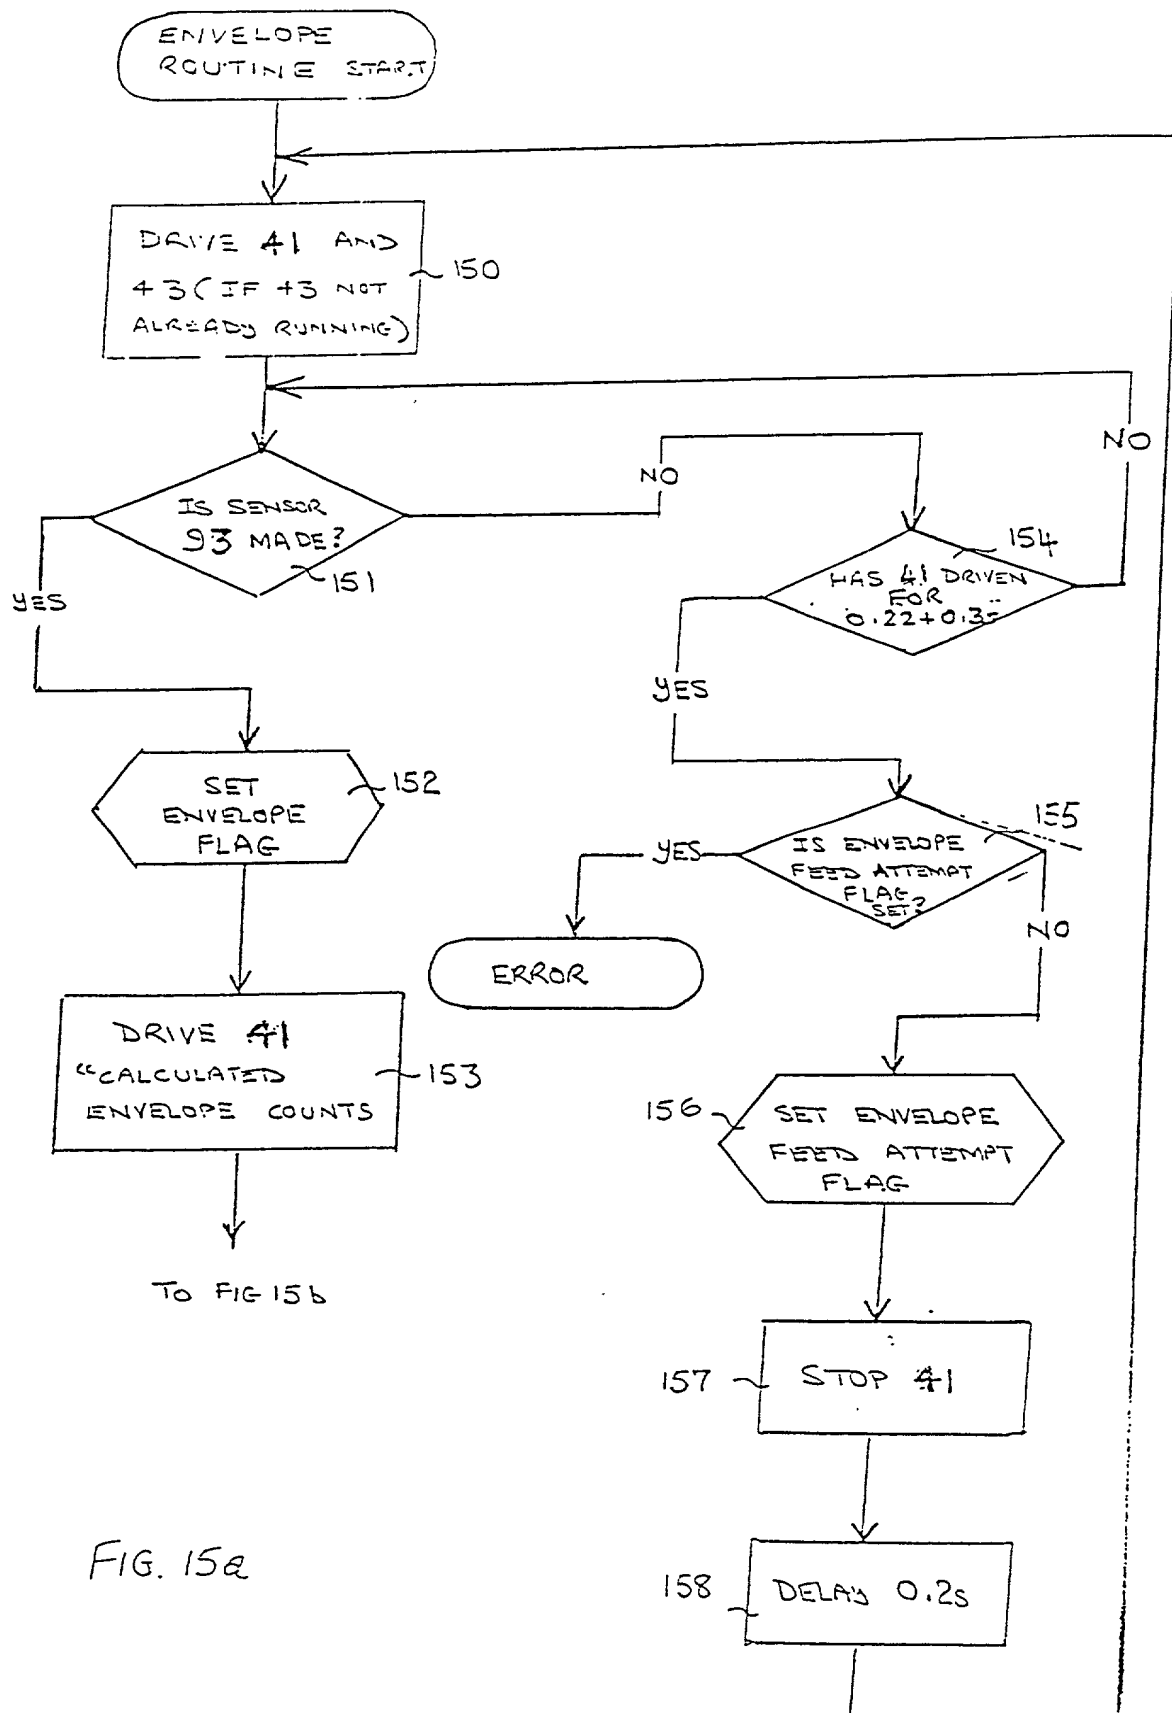 ENVELOPE
ROUTINE START
DRIVE 41 AND
43 (IF 43 NOT
ALREADY RUNNING)
150
IS SENSOR
93 MADE?
151
NO
NO
YES
154
HAS 41 DRIVEN
FOR
0.22+0.35
YES
SET
ENVELOPE
FLAG
152
155
IS ENVELOPE
FEED ATTEMPT
FLAG
SET?
YES
NO
ERROR
DRIVE 41
"CALCULATED
ENVELOPE COUNTS
153
156
SET ENVELOPE
FEED ATTEMPT
FLAG
TO FIG 15b
157
STOP 41
158
DELAY 0.2s
FIG. 15a